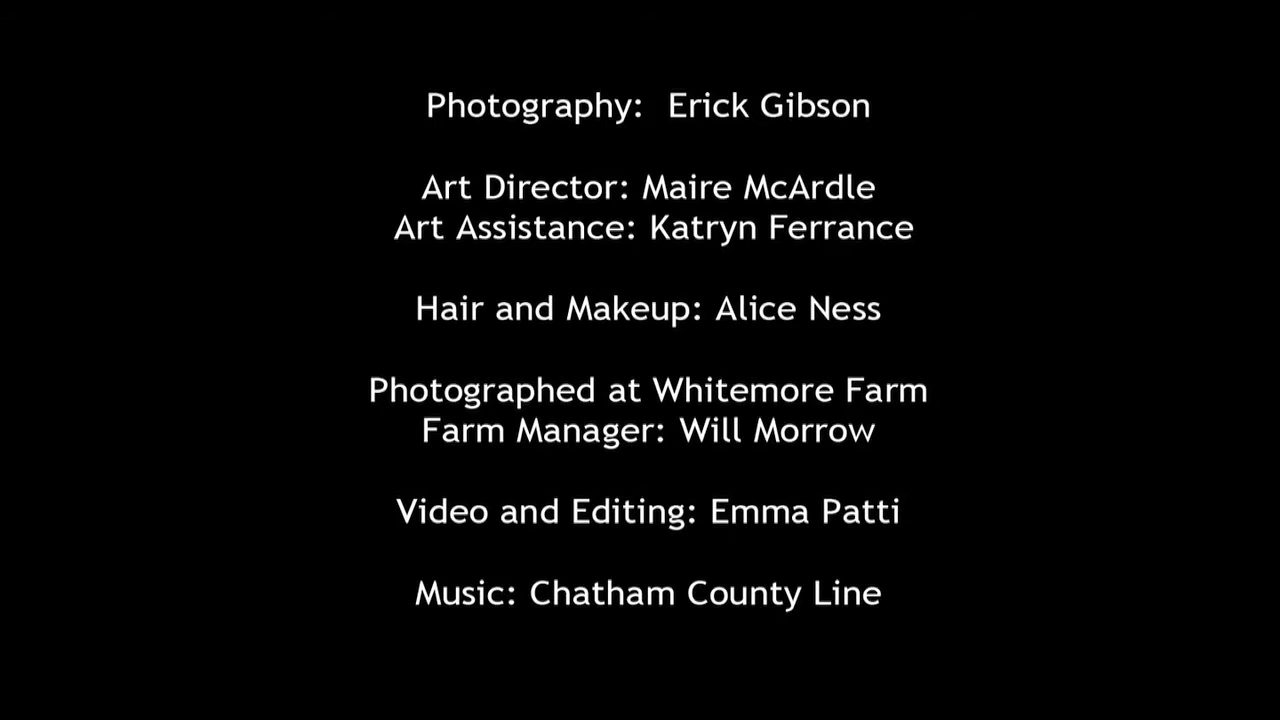 Photography:  Erick Gibson
Art Director: Maire McArdle
Art Assistance: Katryn Ferrance
Hair and Makeup: Alice Ness
Photographed at Whitemore Farm
Farm Manager: Will Morrow
Video and Editing: Emma Patti
Music: Chatham County Line